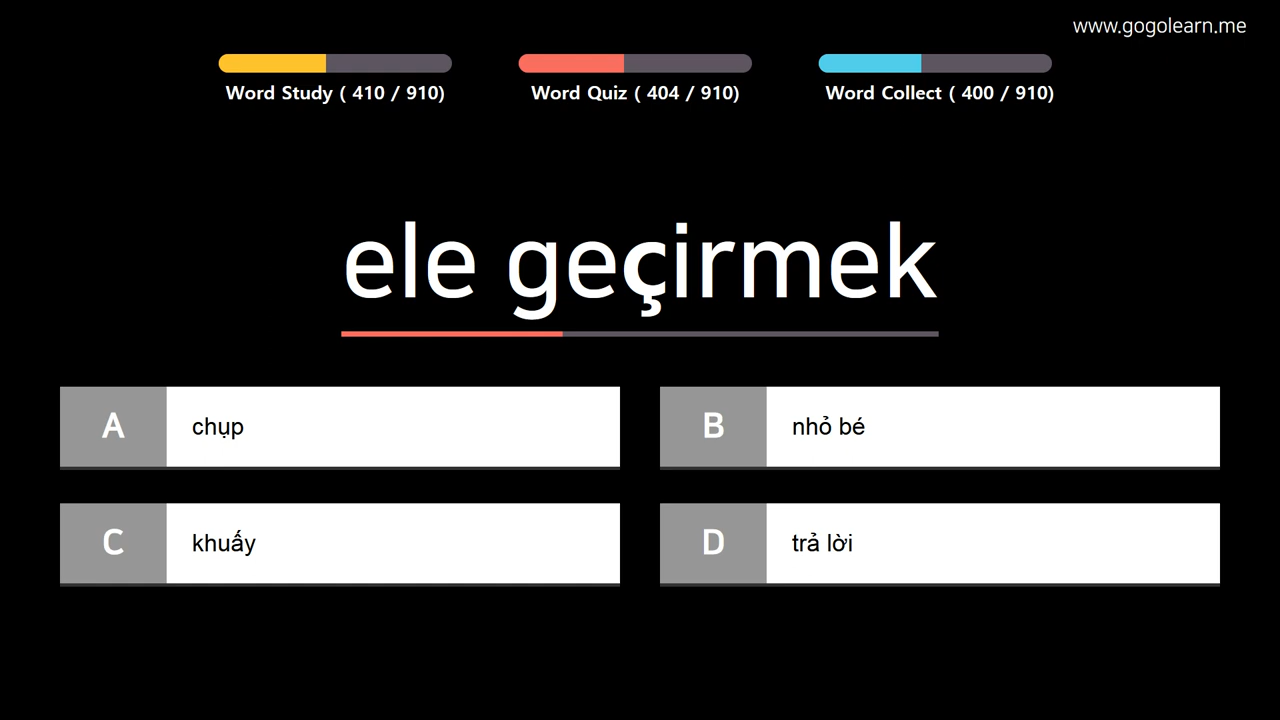 www.gogolearn.me
Word Study ( 410 / 910)
Word Quiz ( 404 / 910)
Word Collect ( 400 / 910)
ele geçirmek
A chụp
B nhỏ bé
C khuấy
D trả lời